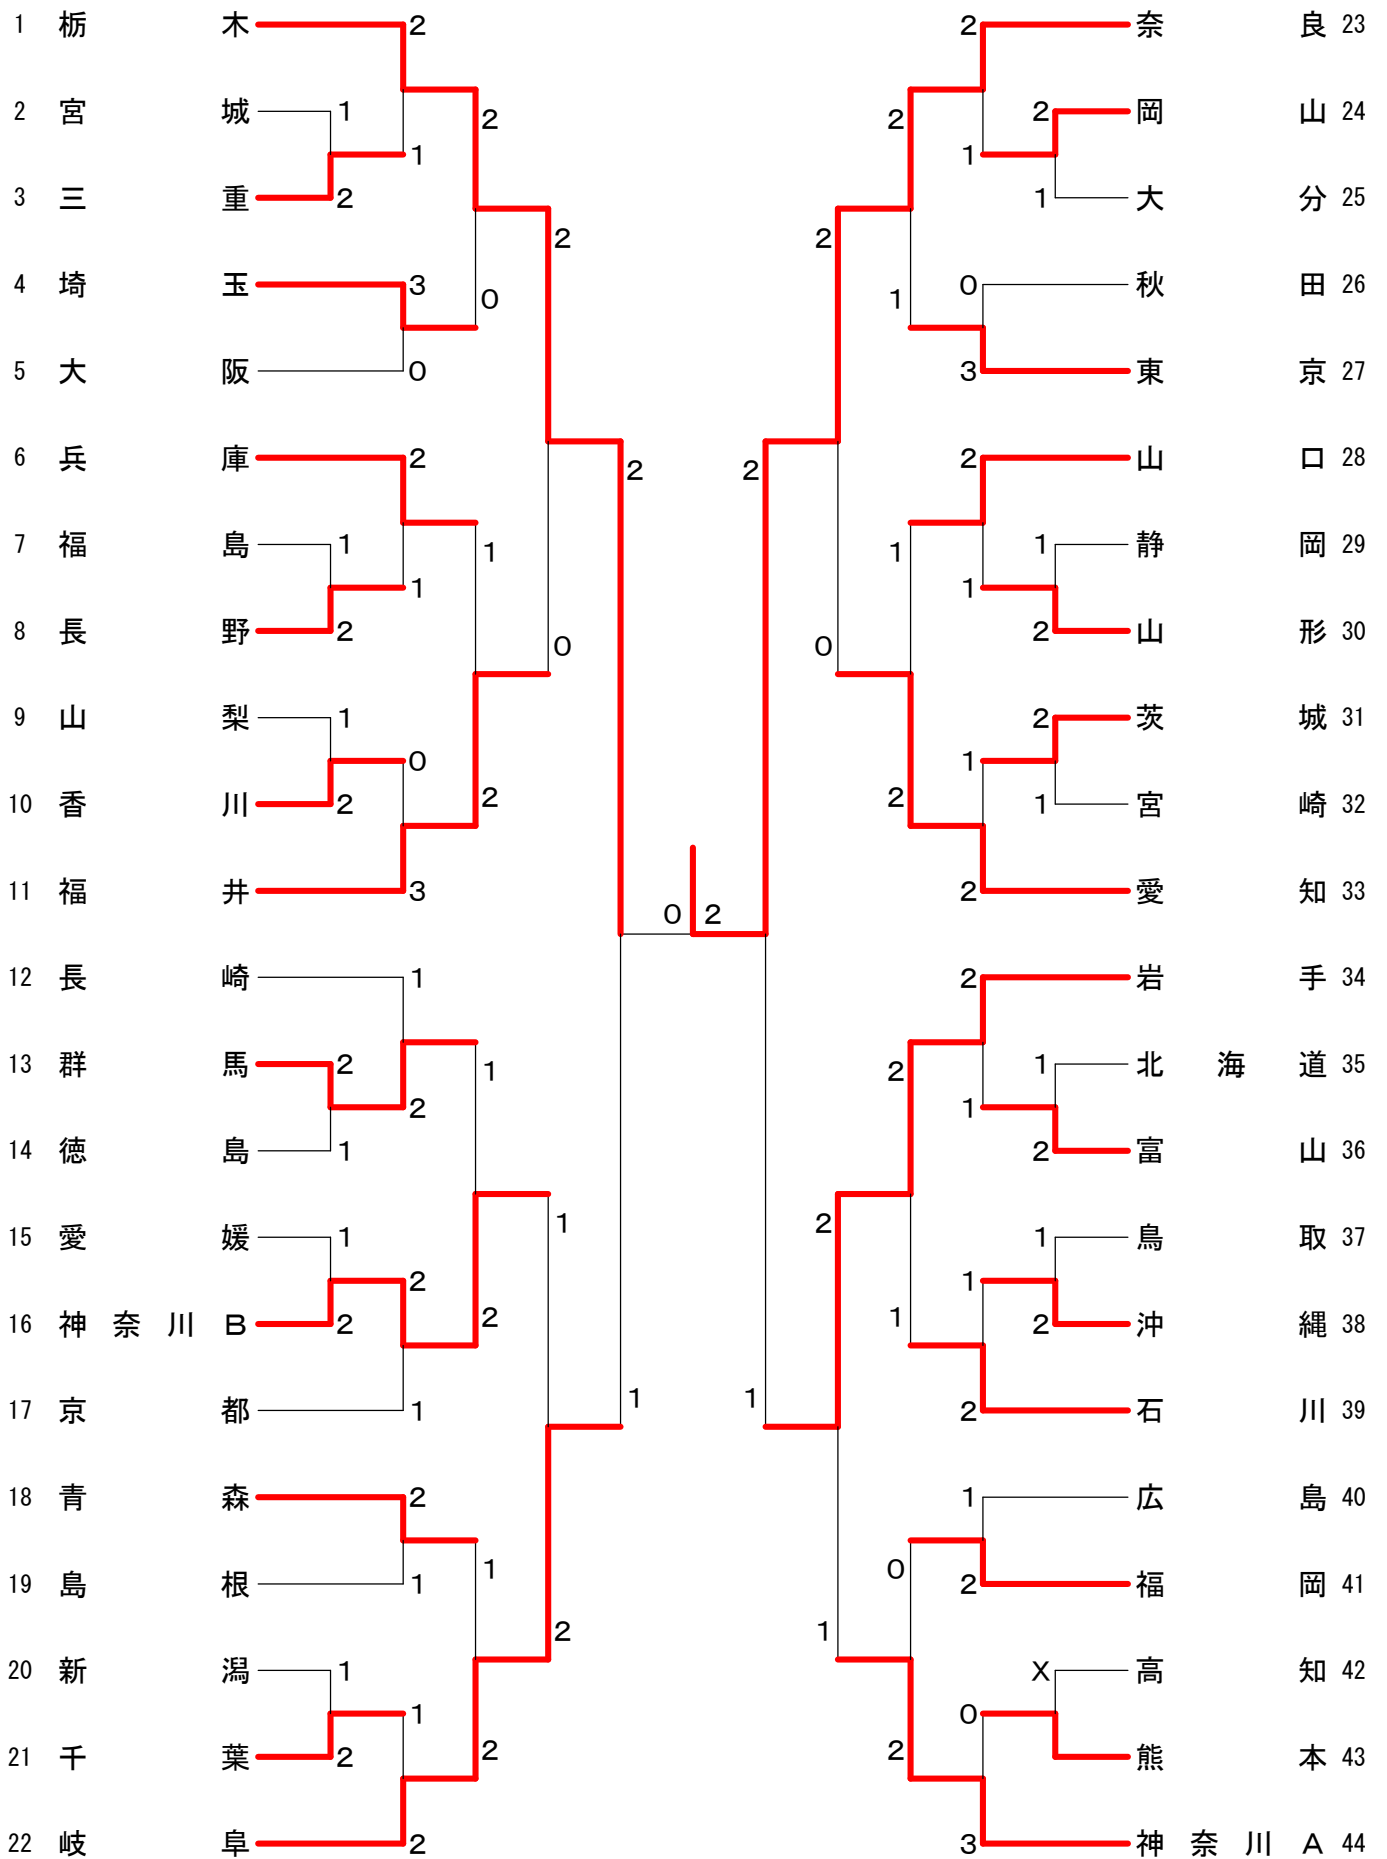 1 栃木 2 2 奈良 23
2 宮城 1 2 2 2 岡山 24
1 1
3 三重 2 1 大分 25
2 2
4 埼玉 3 0 1 0 秋田 26
5 大阪 0 3 東京 27
6 兵庫 2 2 2 2 山口 28
7 福島 1 1 1 1 静岡 29
1 1
8 長野 2 0 0 2 山形 30
9 山梨 1 2 茨城 31
0 1
10 香川 2 2 2 1 宮崎 32
11 福井 3 2 愛知 33
0 2
12 長崎 1 2 岩手 34
13 群馬 2 1 2 1 北海道 35
2 1
14 徳島 1 2 富山 36
15 愛媛 1 1 2 1 鳥取 37
2 1
16 神奈川B 2 2 1 2 沖縄 38
17 京都 1 1 1 2 石川 39
18 青森 2 1 広島 40
19 島根 1 1 0 2 福岡 41
2 1
20 新潟 1 X 高知 42
1 0
21 千葉 2 2 2 熊本 43
22 岐阜 2 3 神奈川A 44